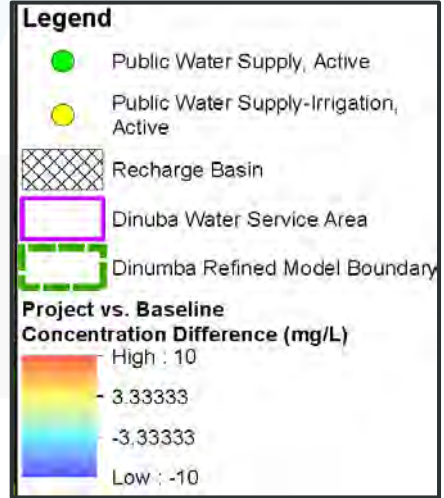 Legend
Public Water Supply, Active
Public Water Supply-Irrigation,
Active
Recharge Basin
Dinuba Water Service Area
Dinumba Refined Model Boundary
Project vs. Baseline
Concentration Difference (mg/L)
High : 10
3.33333
-3.33333
Low : -10